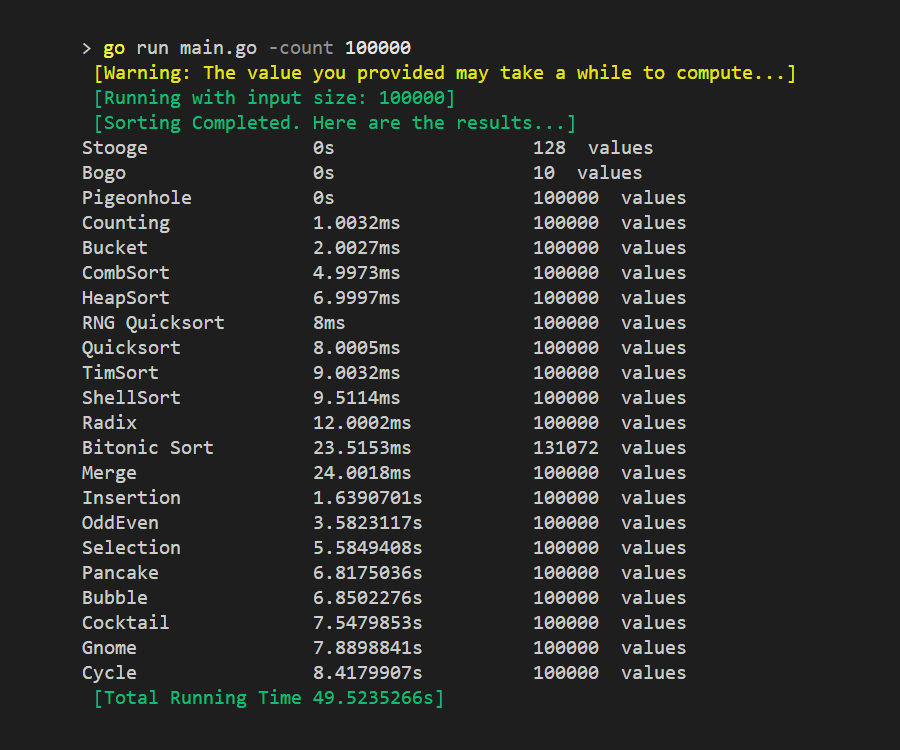 > go run main.go -count 100000
[Warning: The value you provided may take a while to compute...]
[Running with input size: 100000]
[Sorting Completed. Here are the results...]
Stooge 0s 128 values
Bogo 0s 10 values
Pigeonhole 0s 100000 values
Counting 1.0032ms 100000 values
Bucket 2.0027ms 100000 values
CombSort 4.9973ms 100000 values
HeapSort 6.9997ms 100000 values
RNG Quicksort 8ms 100000 values
Quicksort 8.0005ms 100000 values
TimSort 9.0032ms 100000 values
ShellSort 9.5114ms 100000 values
Radix 12.0002ms 100000 values
Bitonic Sort 23.5153ms 131072 values
Merge 24.0018ms 100000 values
Insertion 1.6390701s 100000 values
OddEven 3.5823117s 100000 values
Selection 5.5849408s 100000 values
Pancake 6.8175036s 100000 values
Bubble 6.8502276s 100000 values
Cocktail 7.5479853s 100000 values
Gnome 7.8898841s 100000 values
Cycle 8.4179907s 100000 values
[Total Running Time 49.5235266s]